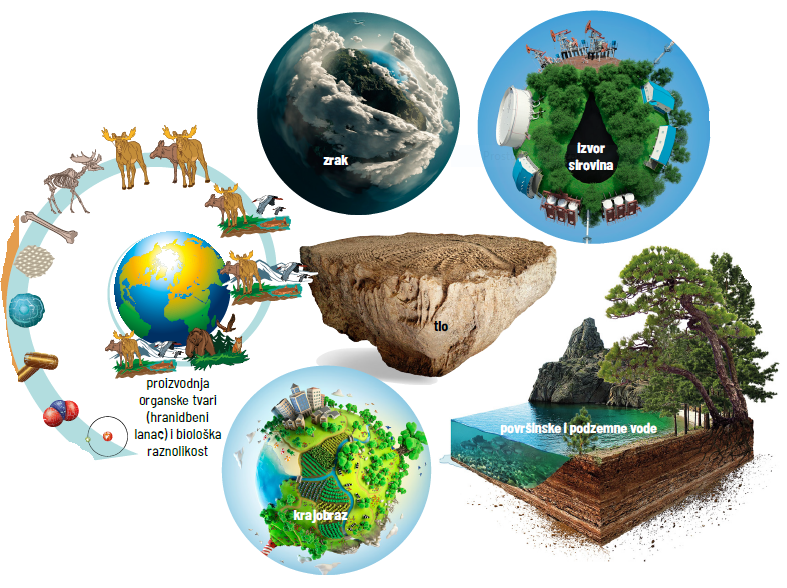 zrak
izvor
sirovina
tlo
proizvodnja
organske tvari
(hranidbeni
lanac) i biološka
raznolikost
površinske i podzemne vode
krajobraz